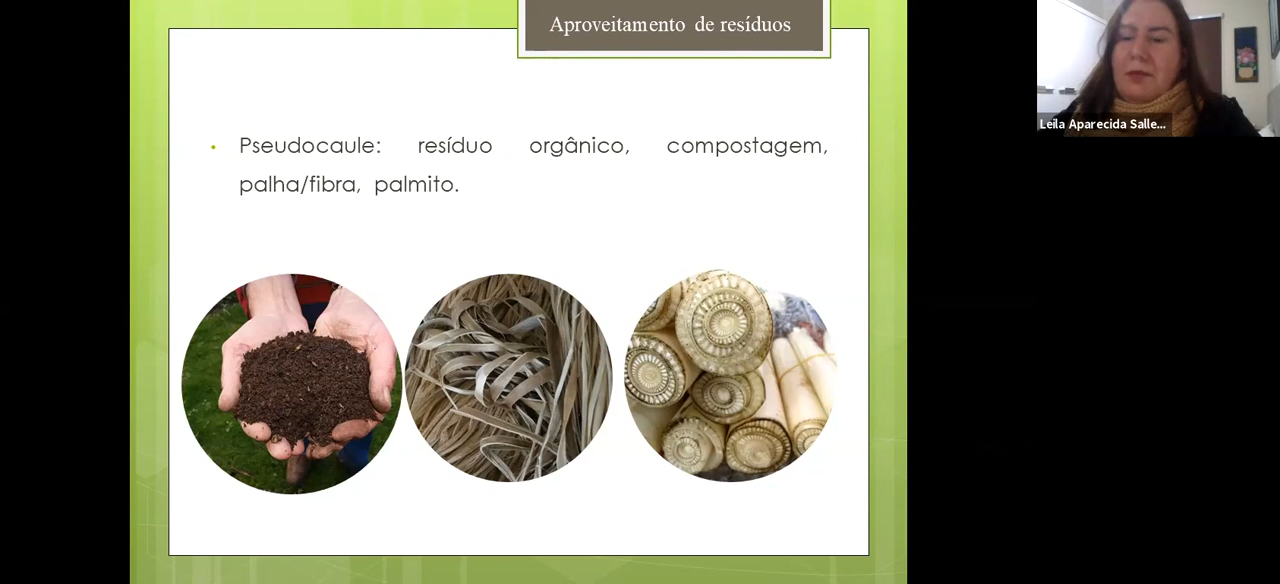 Aproveitamento de resíduos
Leila Aparecida Salle...
• Pseudocaule: resíduo orgânico, compostagem,
palha/fibra, palmito.